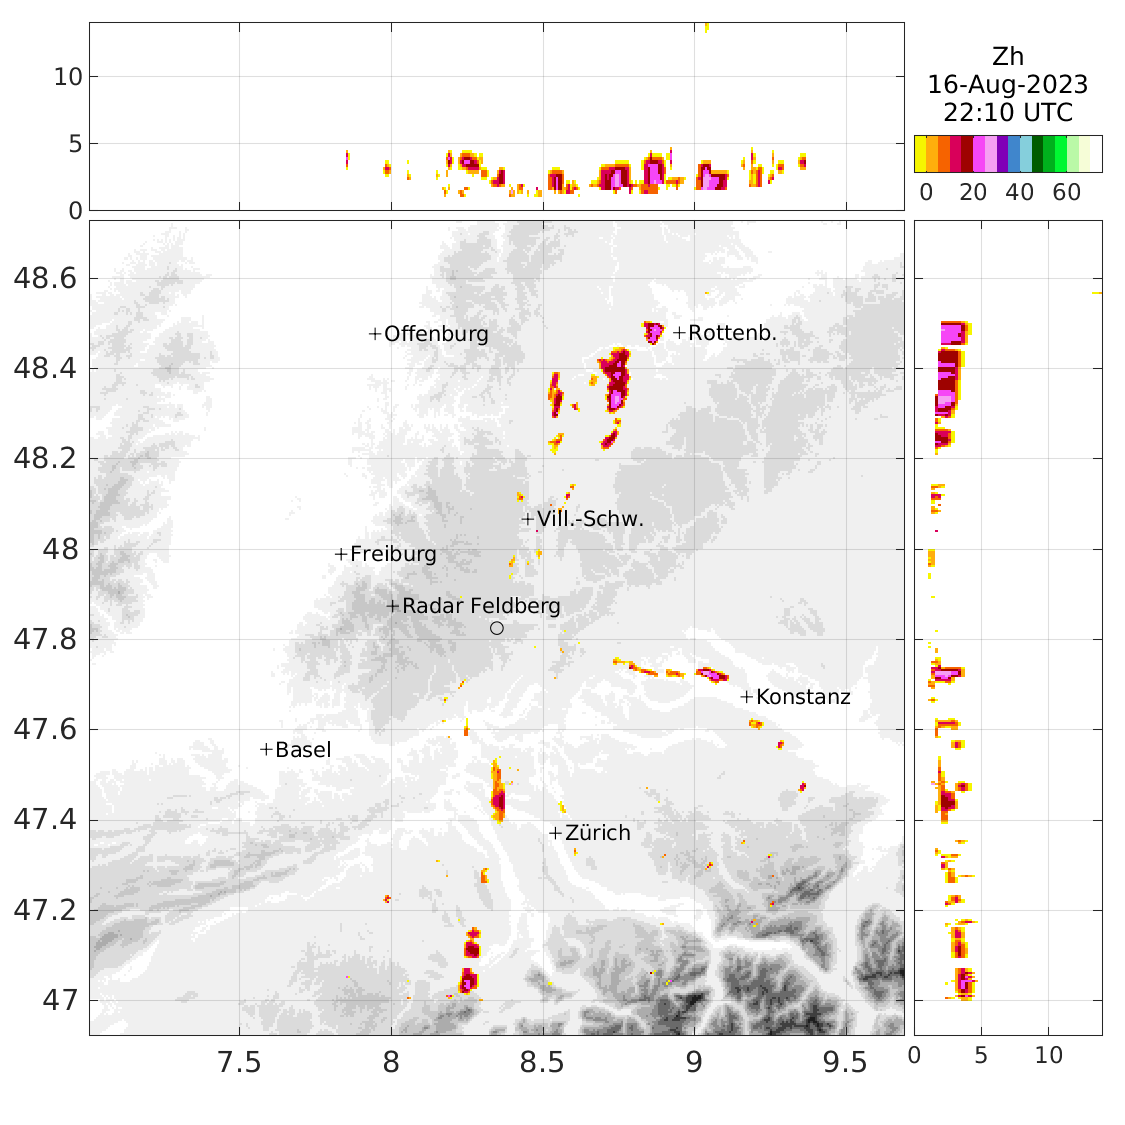 10
5
0
Zh
16-Aug-2023
22:10 UTC
0 20 40 60
48.6
48.4
48.2
48
47.8
47.6
47.4
47.2
47
Offenburg
Rottenb.
Vill.-Schw.
Freiburg
Radar Feldberg
Konstanz
Basel
Zürich
7.5 8 8.5 9 9.5
0 5 10